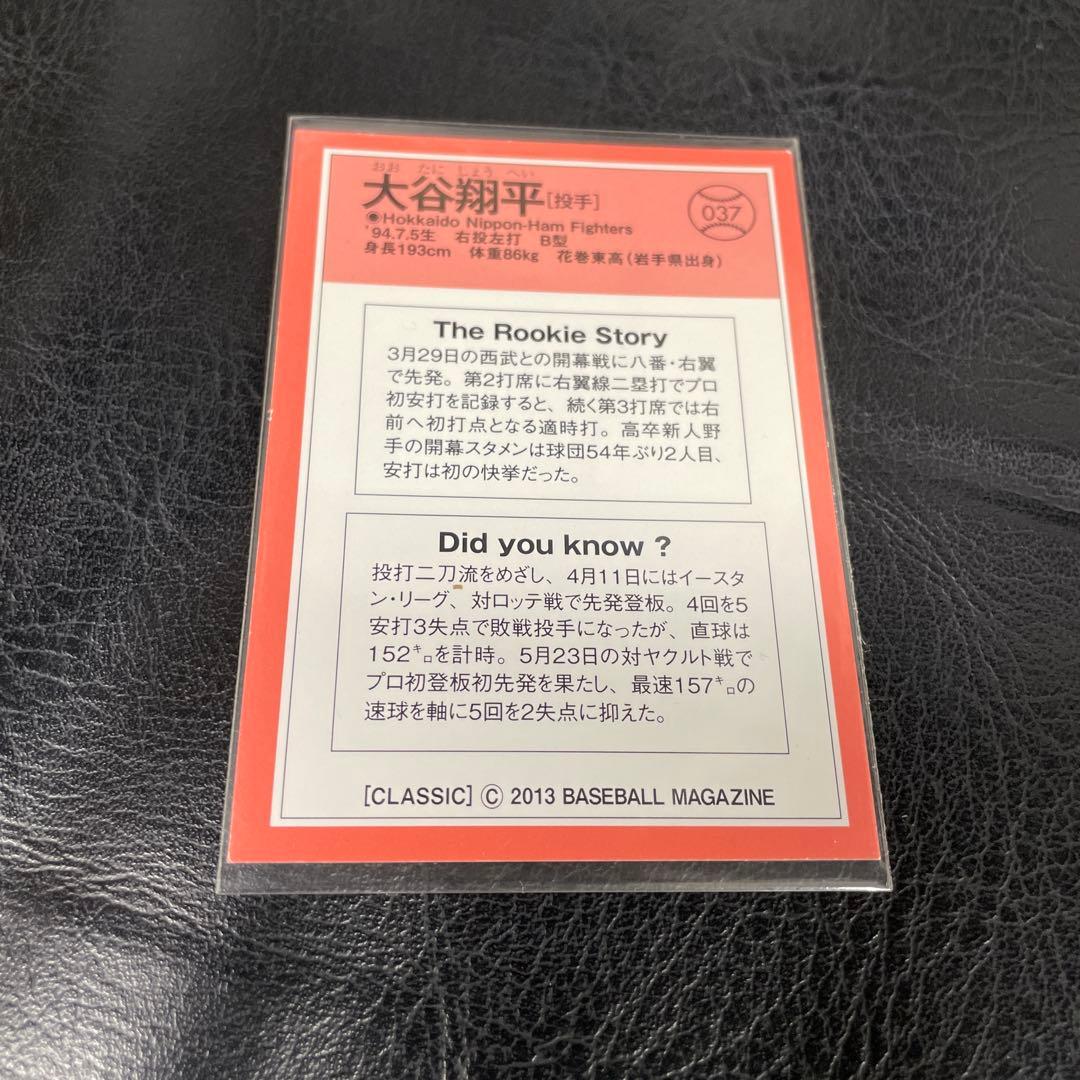 おお たに しょう へい
大谷翔平[投手]
037
●Hokkaido Nippon-Ham Fighters
'94.7.5生 右投左打 B型
身長193cm 体重86kg 花巻東高(岩手県出身)
The Rookie Story
3月29日の西武との開幕戦に八番・右翼
で先発。第2打席に右翼線二塁打でプロ
初安打を記録すると、続く第3打席では右
前へ初打点となる適時打。高卒新人野
手の開幕スタメンは球団54年ぶり2人目、
安打は初の快挙だった。
Did you know ?
投打二刀流をめざし、4月11日にはイースタ
ン・リーグ、対ロッテ戦で先発登板。4回を5
安打3失点で敗戦投手になったが、直球は
152㌔を計時。5月23日の対ヤクルト戦で
プロ初登板初先発を果たし、最速157㌔の
速球を軸に5回を2失点に抑えた。
[CLASSIC] © 2013 BASEBALL MAGAZINE